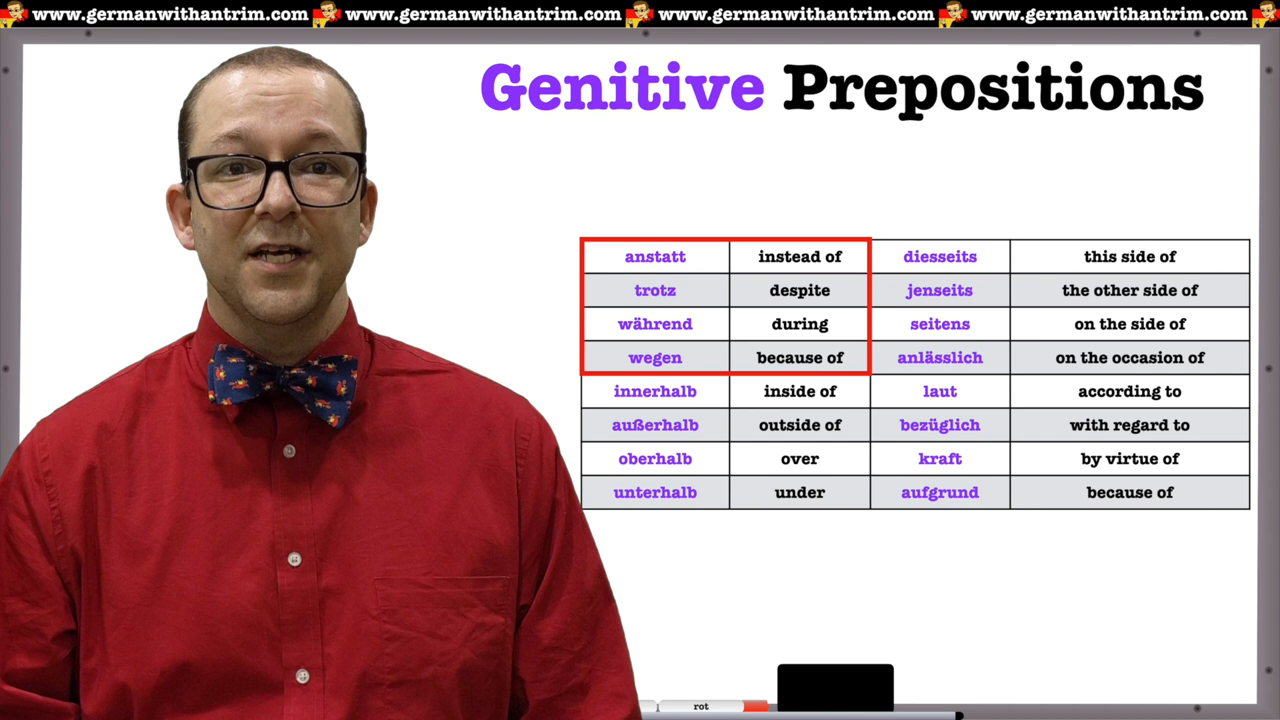 www.germanwithantrim.com www.germanwithantrim.com www.germanwithantrim.com www.germanwithantrim.com
Genitive Prepositions
anstatt instead of diesseits this side of
trotz despite jenseits the other side of
während during seitens on the side of
wegen because of anlässlich on the occasion of
innerhalb inside of laut according to
außerhalb outside of bezüglich with regard to
oberhalb over kraft by virtue of
unterhalb under aufgrund because of
rot